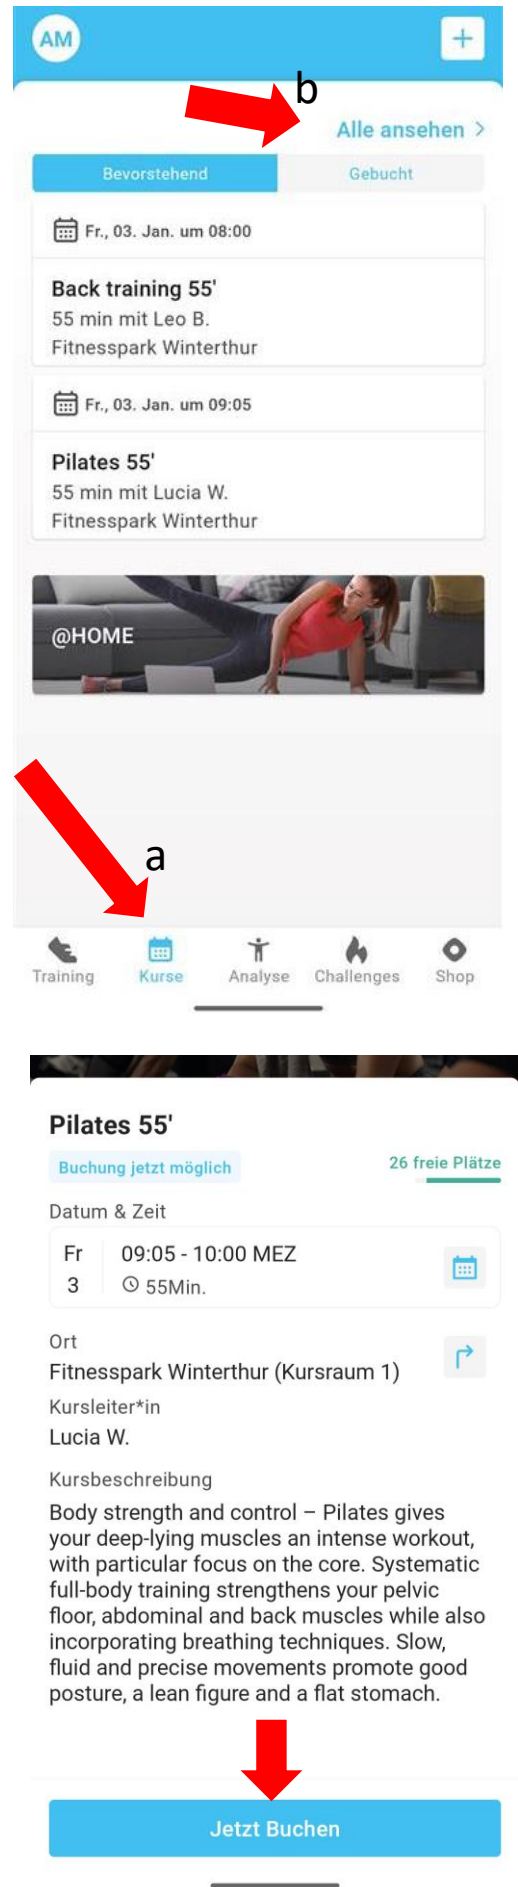 AM
+
b
Alle ansehen >
Bevorstehend
Gebucht
Fr., 03. Jan. um 08:00
Back training 55'
55 min mit Leo B.
Fitnesspark Winterthur
Fr., 03. Jan. um 09:05
Pilates 55'
55 min mit Lucia W.
Fitnesspark Winterthur
@HOME
a
Training
Kurse
Analyse
Challenges
Shop
Pilates 55'
Buchung jetzt möglich
26 freie Plätze
Datum & Zeit
Fr
09:05 - 10:00 MEZ
3
55Min.
Ort
Fitnesspark Winterthur (Kursraum 1)
Kursleiter*in
Lucia W.
Kursbeschreibung
Body strength and control – Pilates gives
your deep-lying muscles an intense workout,
with particular focus on the core. Systematic
full-body training strengthens your pelvic
floor, abdominal and back muscles while also
incorporating breathing techniques. Slow,
fluid and precise movements promote good
posture, a lean figure and a flat stomach.
Jetzt Buchen